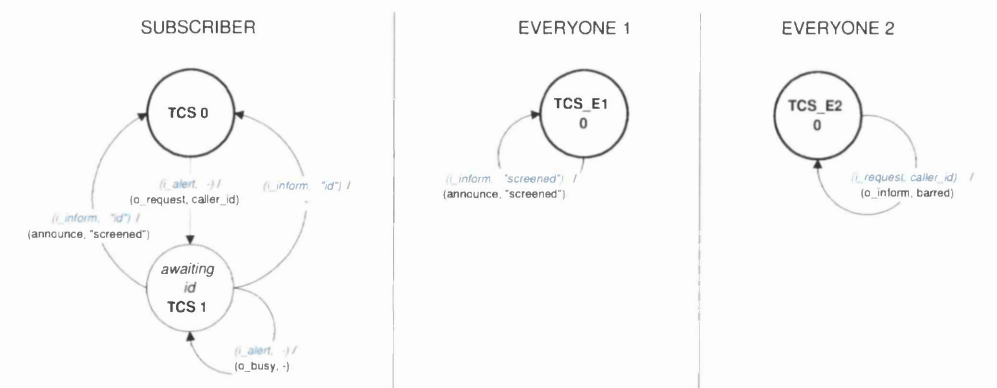 SUBSCRIBER
EVERYONE 1
EVERYONE 2
TCS 0
TCS_E1
0
TCS_E2
0
(i_alert, -) /
(o_request, caller_id)
(i_inform, "id") /
-
(i_inform, "id") /
(announce, "screened")
(i_inform, "screened") /
(announce, "screened")
(i_request, caller_id) /
(o_inform, barred)
awaiting
id
TCS 1
(i_alert, -) /
(o_busy, -)